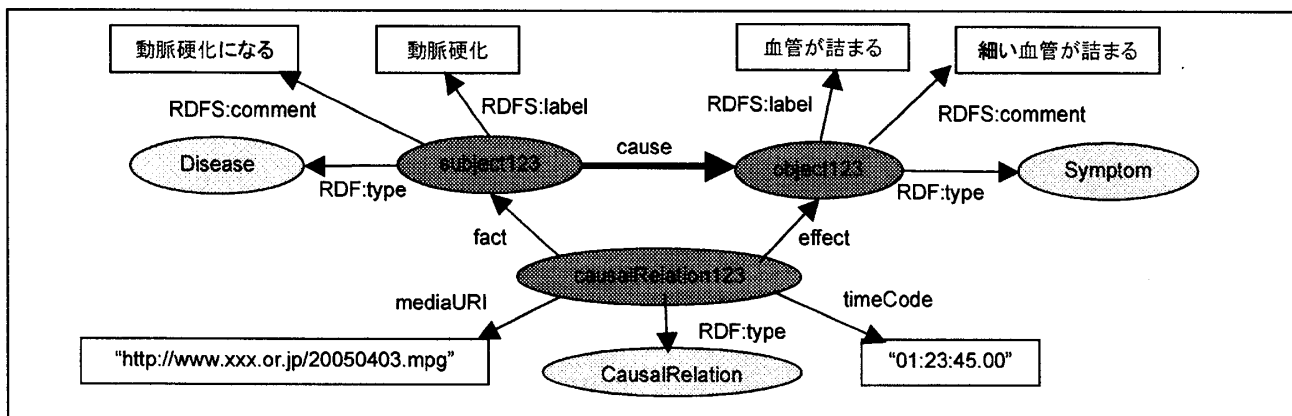 動脈硬化になる
動脈硬化
血管が詰まる
細い血管が詰まる
RDFS:comment
RDFS:label
RDFS:label
RDFS:comment
Disease
RDF:type
subject123
cause
object123
RDF:type
Symptom
fact
effect
causalRelation123
mediaURI
timeCode
RDF:type
"http://www.xxx.or.jp/20050403.mpg"
CausalRelation
"01:23:45.00"